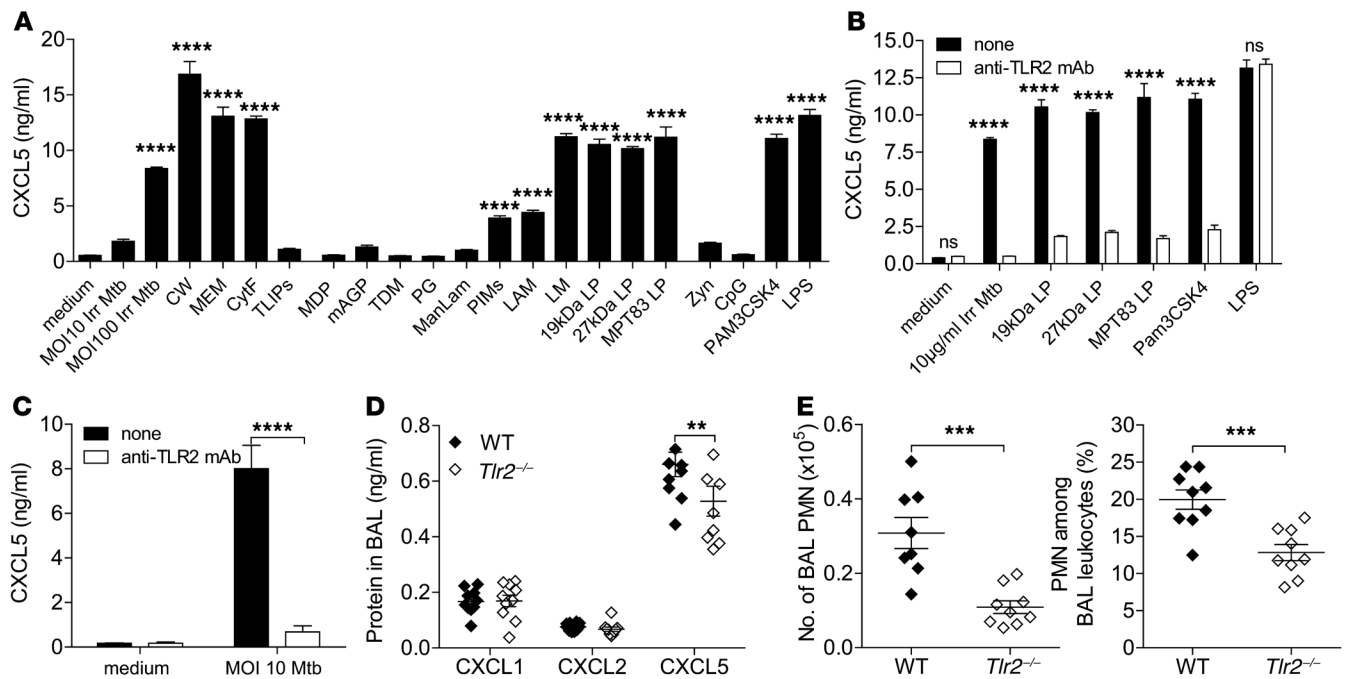 A
CXCL5 (ng/ml)
20
15
10
5
0
****
****
****
****
****
****
****
****
****
****
****
****
medium
MOI10 Irr Mtb
MOI100 Irr Mtb
CW
MEM
CytF
TLIPs
MDP
mAGP
TDM
PG
ManLam
PIMs
LAM
LM
19kDa LP
27kDa LP
MPT83 LP
Zyn
CpG
PAM3CSK4
LPS
B
CXCL5 (ng/ml)
15.0
12.5
10.0
7.5
5.0
2.5
0.0
none
anti-TLR2 mAb
ns
****
****
****
****
****
ns
medium
10µg/ml Irr Mtb
19kDa LP
27kDa LP
MPT83 LP
Pam3CSK4
LPS
C
CXCL5 (ng/ml)
10
8
6
4
2
0
none
anti-TLR2 mAb
****
medium
MOI 10 Mtb
D
Protein in BAL (ng/ml)
0.8
0.6
0.4
0.2
0.0
WT
Tlr2–/–
**
CXCL1
CXCL2
CXCL5
E
No. of BAL PMN (x10⁵)
0.6
0.4
0.2
0.0
***
WT
Tlr2–/–
PMN among
BAL leukocytes (%)
30
25
20
15
10
5
0
***
WT
Tlr2–/–